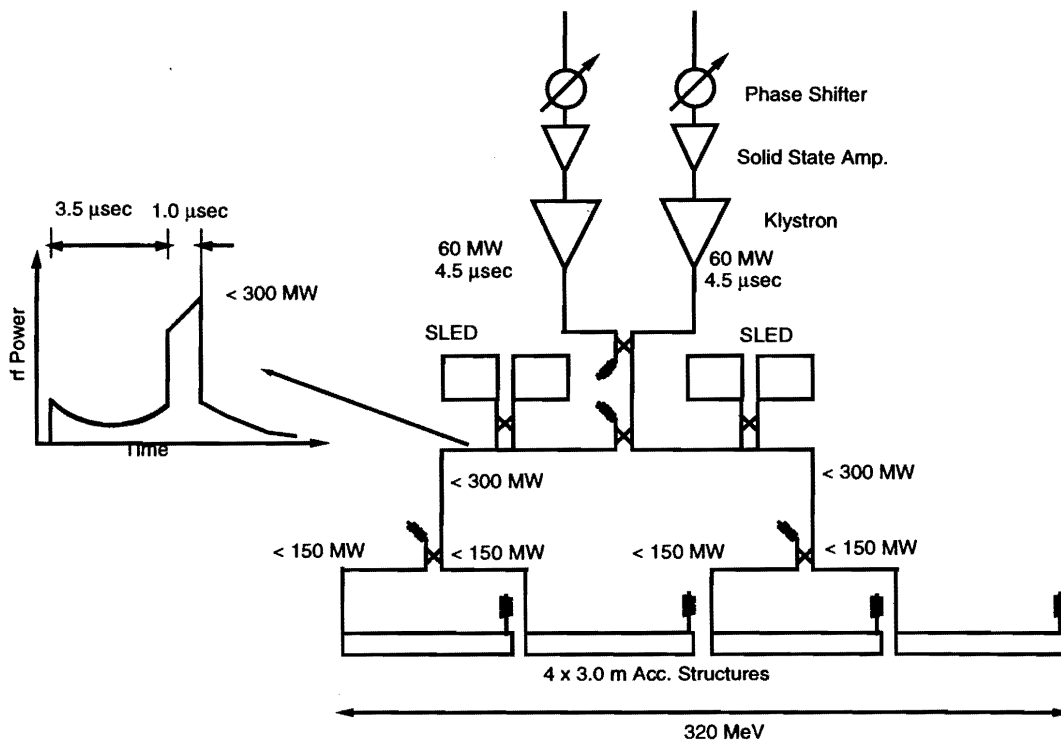 Phase Shifter
Solid State Amp.
Klystron
60 MW
4.5 μsec
60 MW
4.5 μsec
3.5 μsec
1.0 μsec
< 300 MW
rf Power
Time
SLED
SLED
< 300 MW
< 300 MW
< 150 MW
< 150 MW
< 150 MW
< 150 MW
4 x 3.0 m Acc. Structures
320 MeV